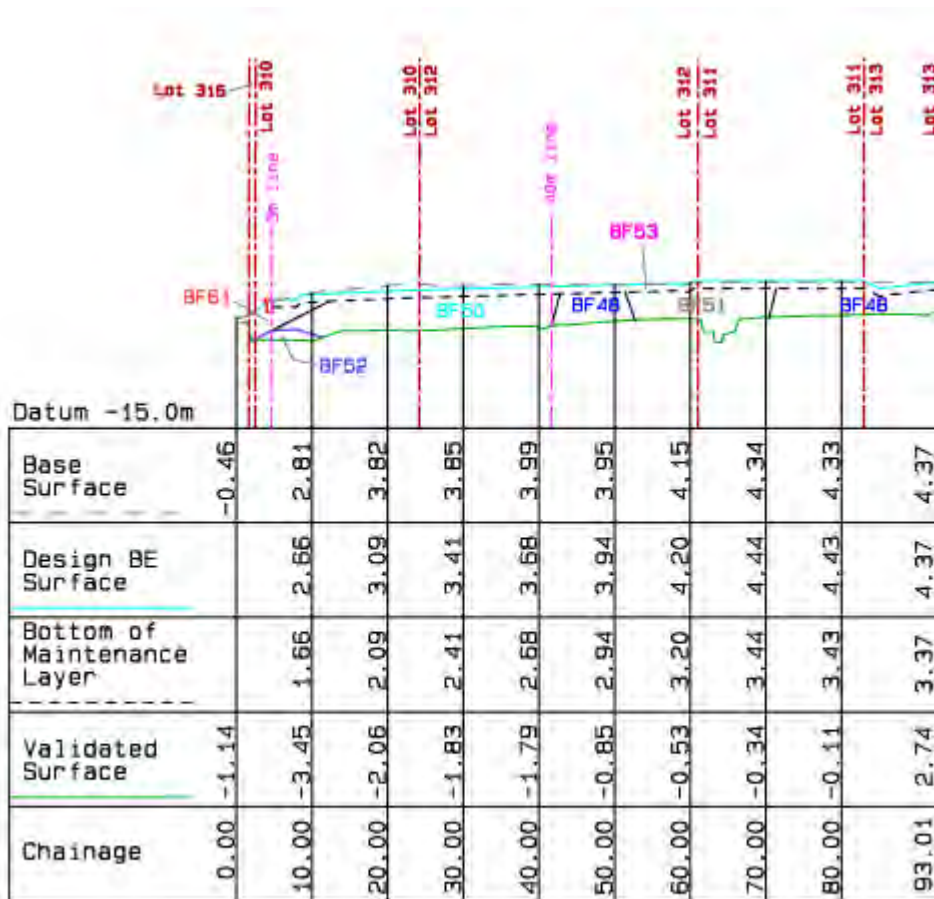 Lot 315
Lot 310
Lot 310
Lot 312
Lot 312
Lot 311
Lot 311
Lot 313
Lot 313
40m line
BF53
BF61
BF50
BF48
BF51
BF48
BF52
Datum -15.0m
Base Surface -0.46 -2.81 3.82 3.85 3.99 3.95 4.15 4.34 4.33 4.37
Design BE Surface 2.66 3.09 3.41 3.68 3.94 4.20 4.44 4.43 4.37
Bottom of Maintenance Layer 1.66 2.09 2.41 2.68 2.94 3.20 3.44 3.43 3.37
Validated Surface -1.14 -3.45 -2.06 -1.83 -1.79 -0.85 -0.53 -0.34 -0.11 2.74
Chainage 0.00 10.00 20.00 30.00 40.00 50.00 60.00 70.00 80.00 93.01